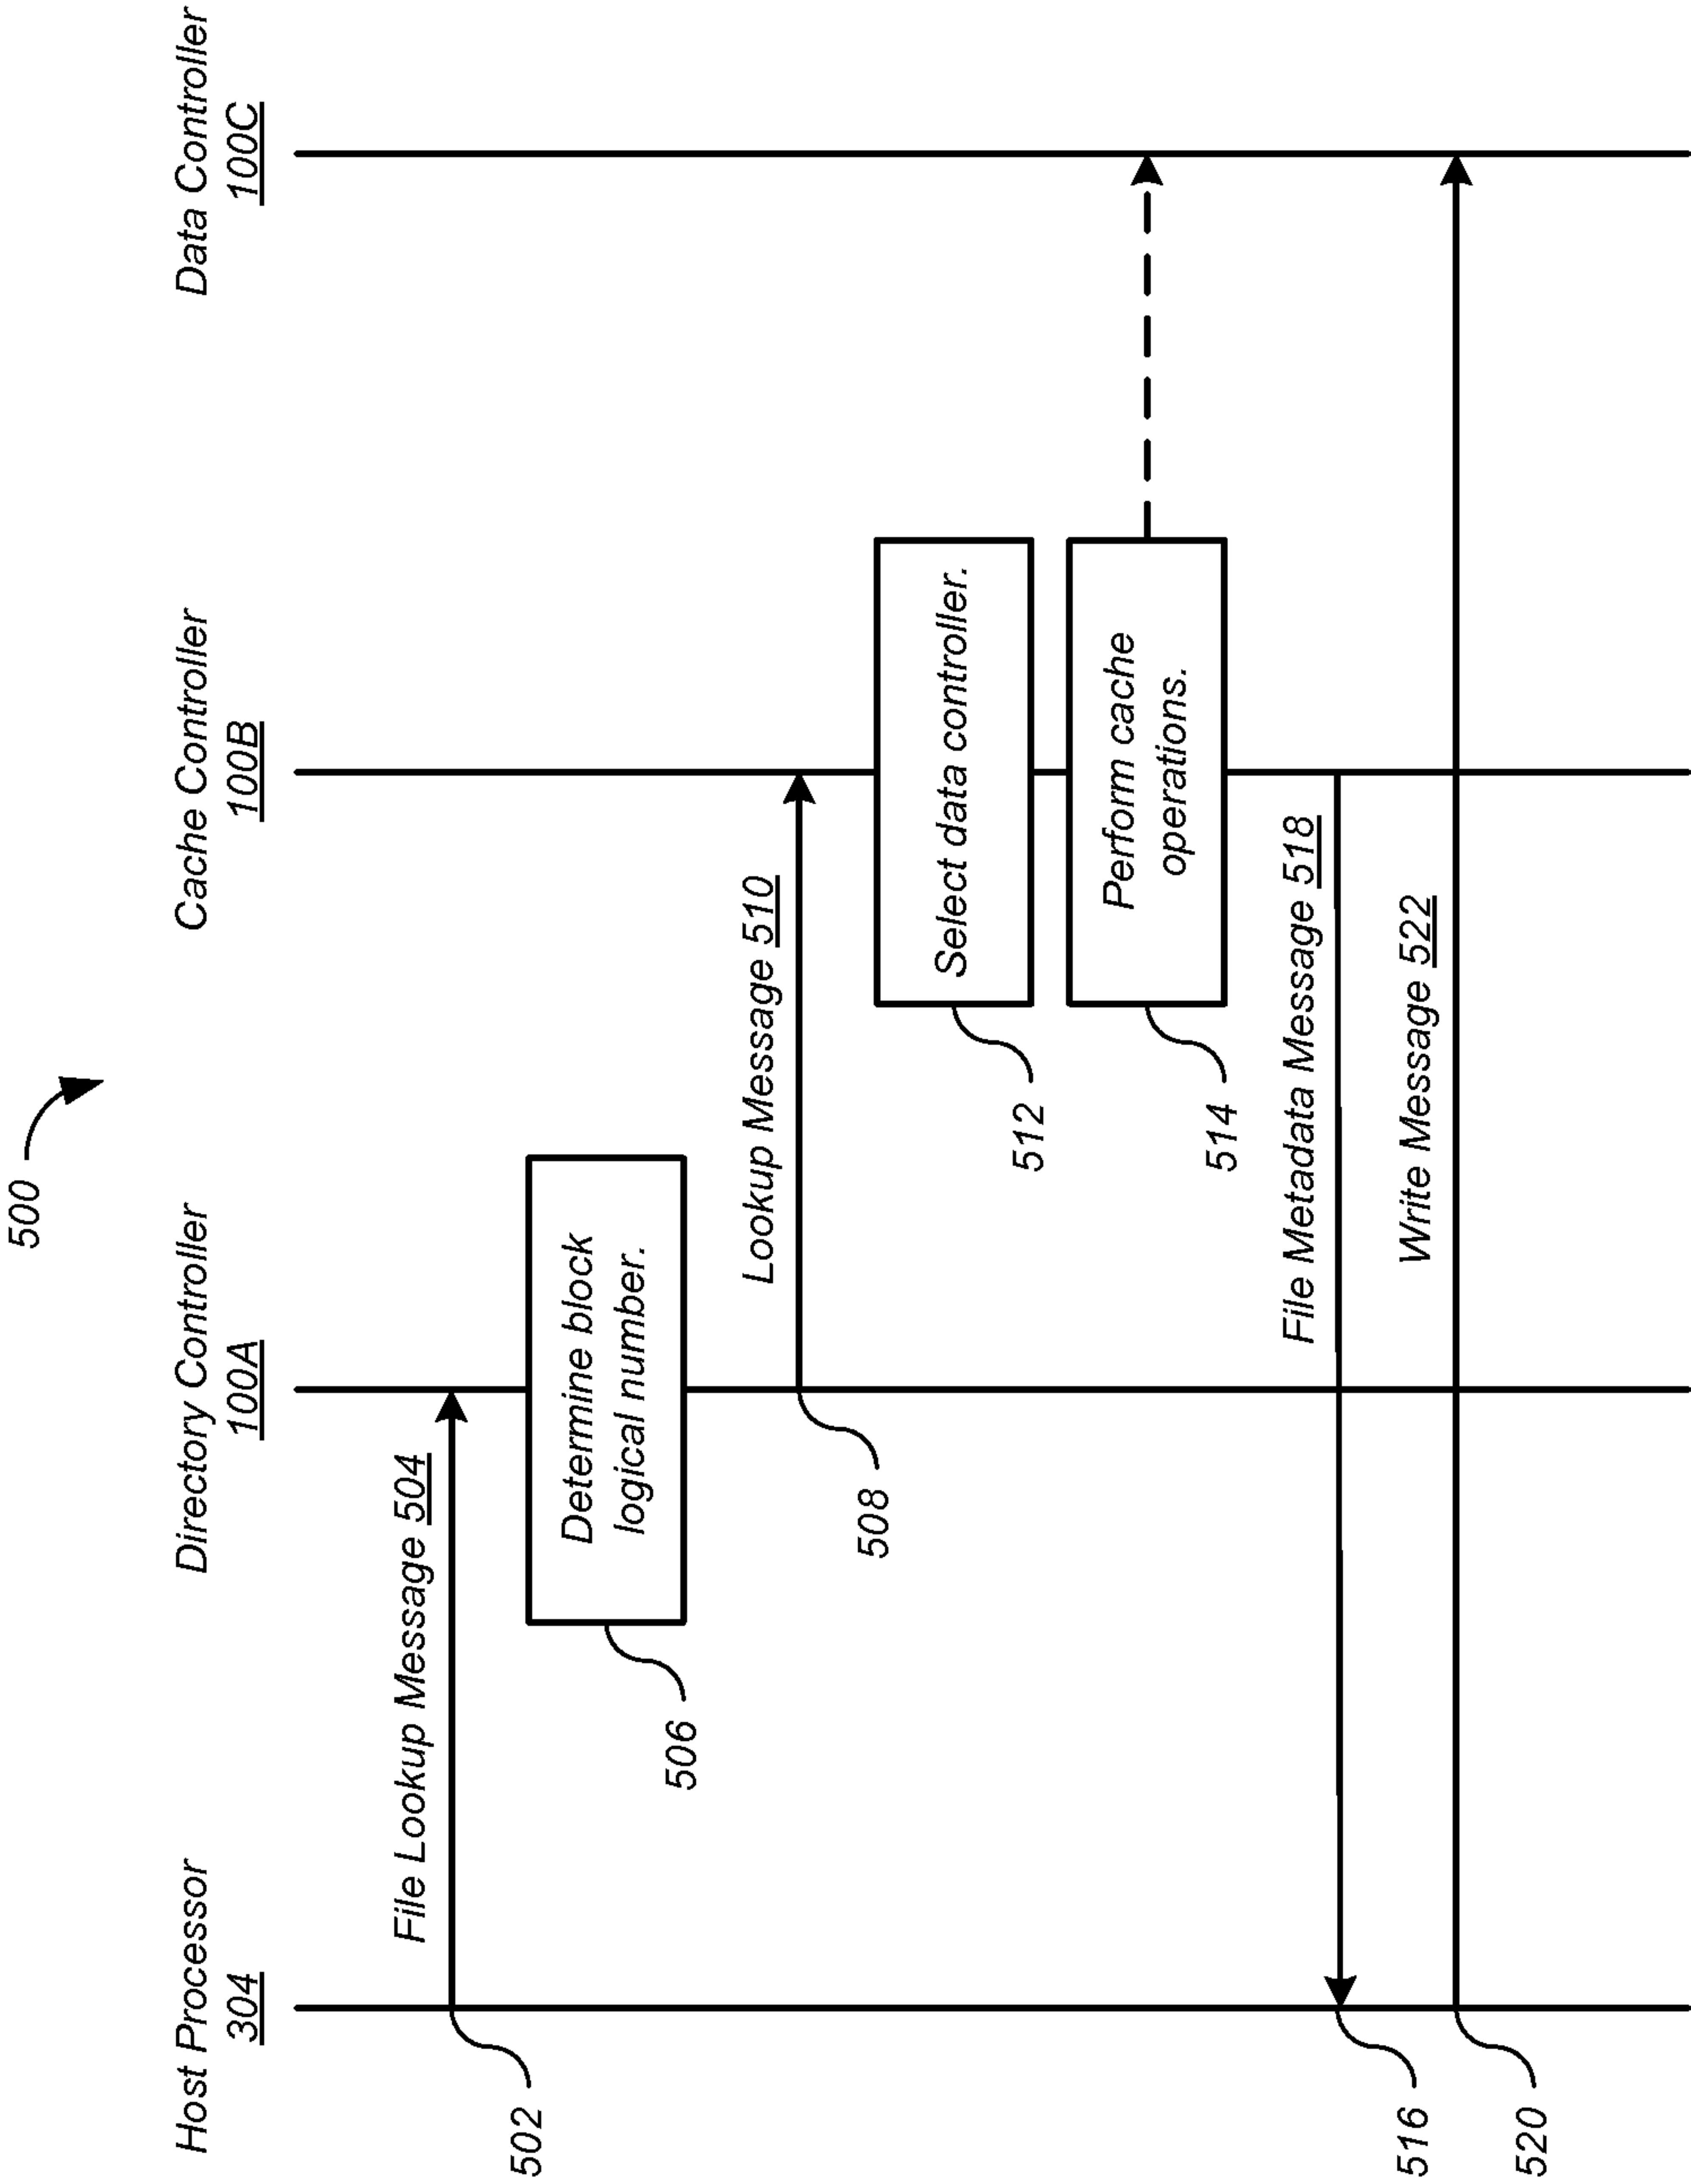 500
Host Processor
304
Directory Controller
100A
Cache Controller
100B
Data Controller
100C
File Lookup Message 504
502
Determine block
logical number.
506
Lookup Message 510
508
Select data controller.
512
Perform cache
operations.
514
File Metadata Message 518
516
Write Message 522
520